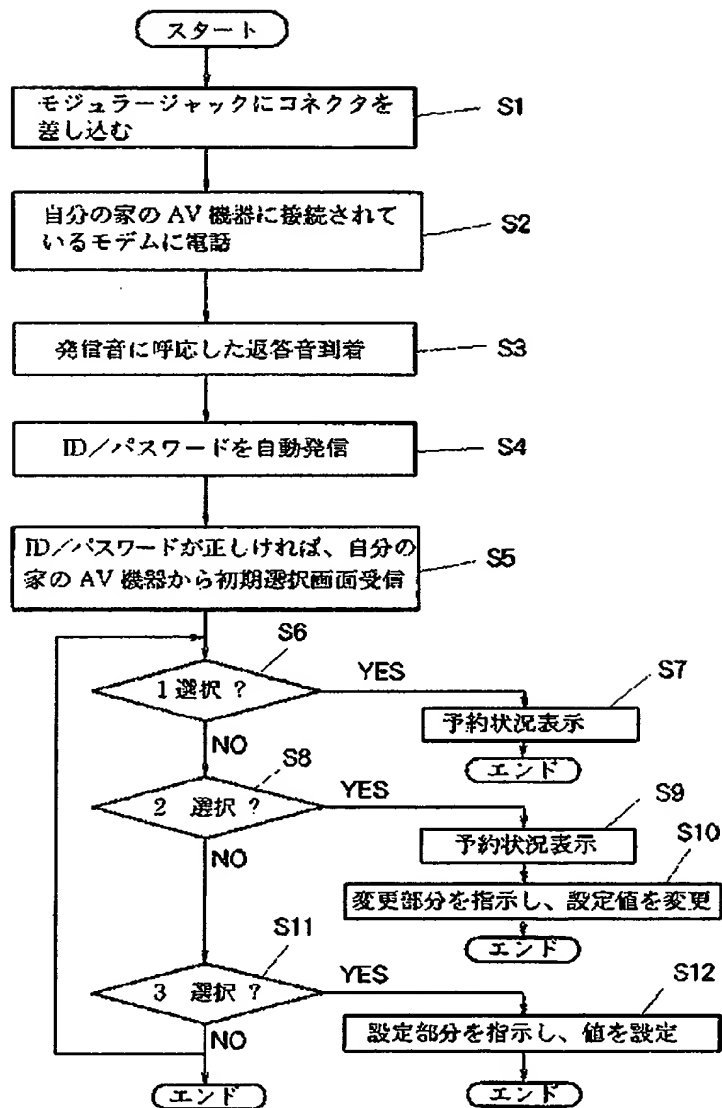 スタート
モジュラージャックにコネクタを
差し込む
S1
自分の家の AV 機器に接続されて
いるモデムに電話
S2
発信音に呼応した返答音到着
S3
ID／パスワードを自動発信
S4
ID／パスワードが正しければ、自分の
家の AV 機器から初期選択画面受信
S5
S6
1 選択 ?
YES
S7
予約状況表示
エンド
NO
S8
2 選択 ?
YES
S9
予約状況表示
S10
変更部分を指示し、設定値を変更
エンド
NO
S11
3 選択 ?
YES
S12
設定部分を指示し、値を設定
NO
エンド
エンド